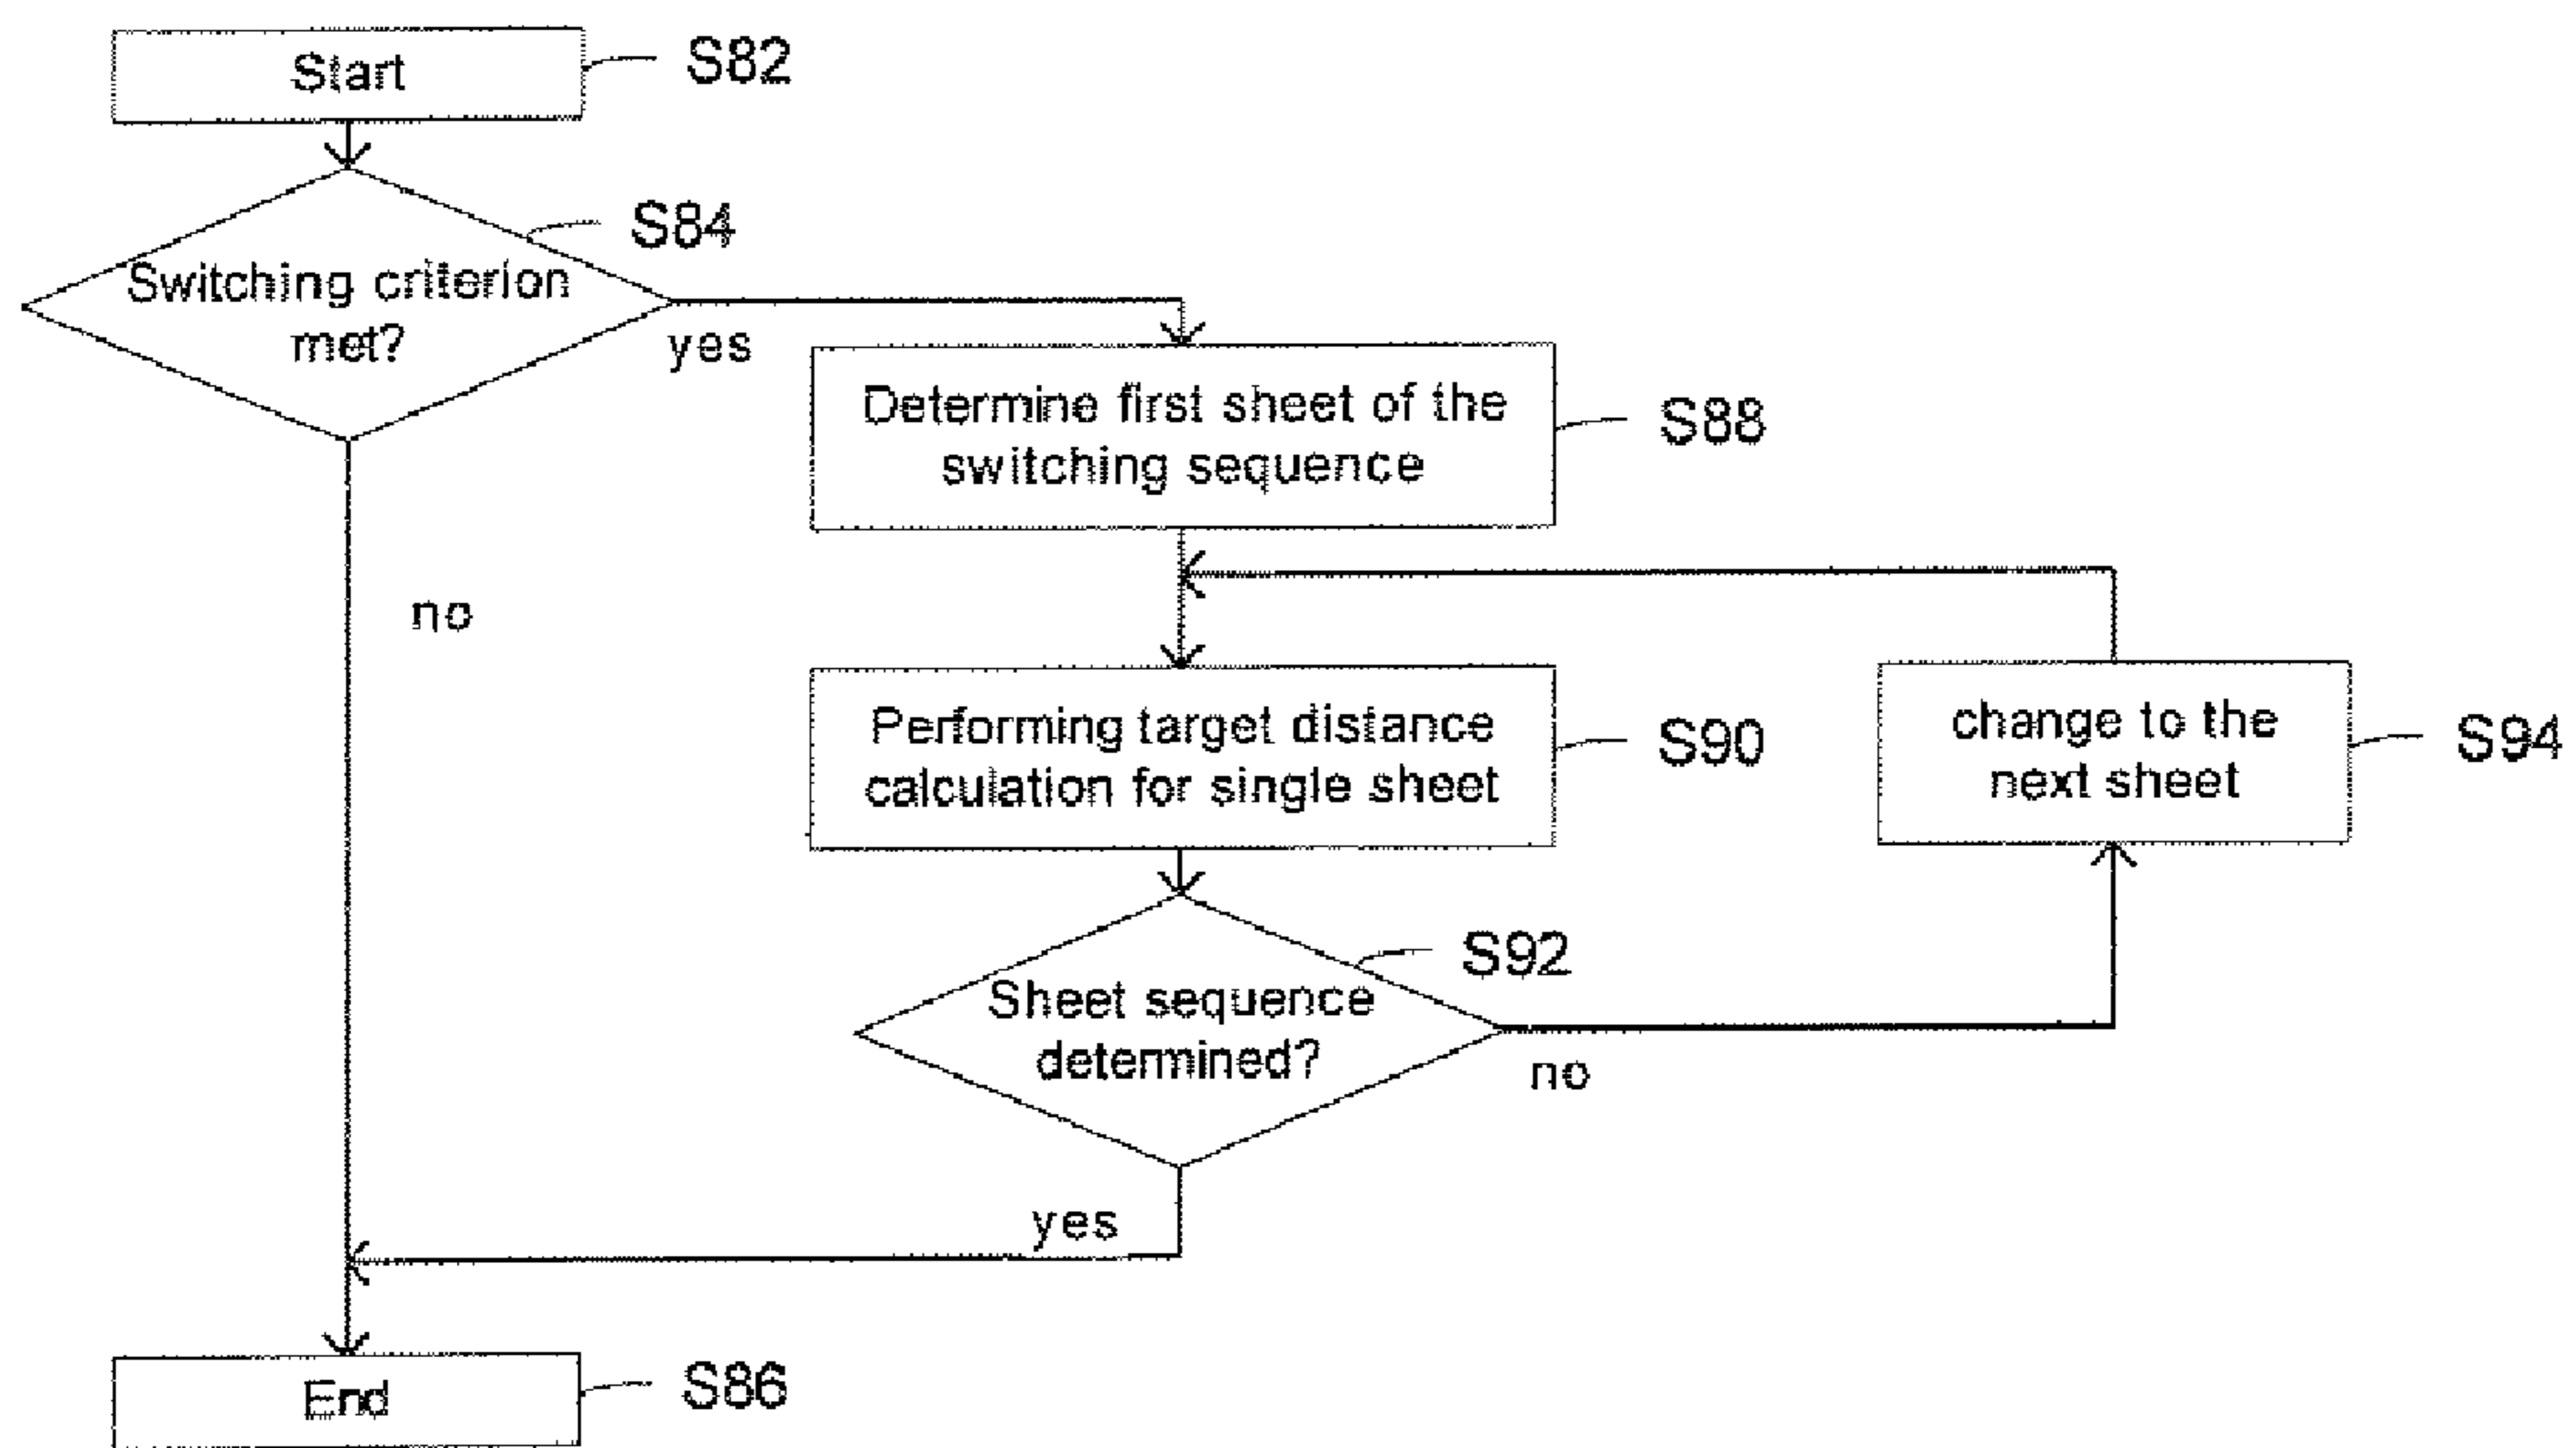 Start
S82
S84
Switching criterion
met?
yes
no
Determine first sheet of the
switching sequence
S88
Performing target distance
calculation for single sheet
S90
change to the
next sheet
S94
S92
Sheet sequence
determined?
no
yes
End
S86